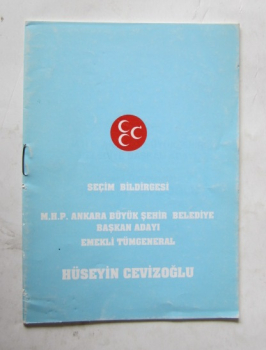 SEÇİM BİLDİRGESİ
M.H.P. ANKARA BÜYÜK ŞEHİR BELEDİYE
BAŞKAN ADAYI
EMEKLİ TÜMGENERAL
HÜSEYİN CEVİZOĞLU